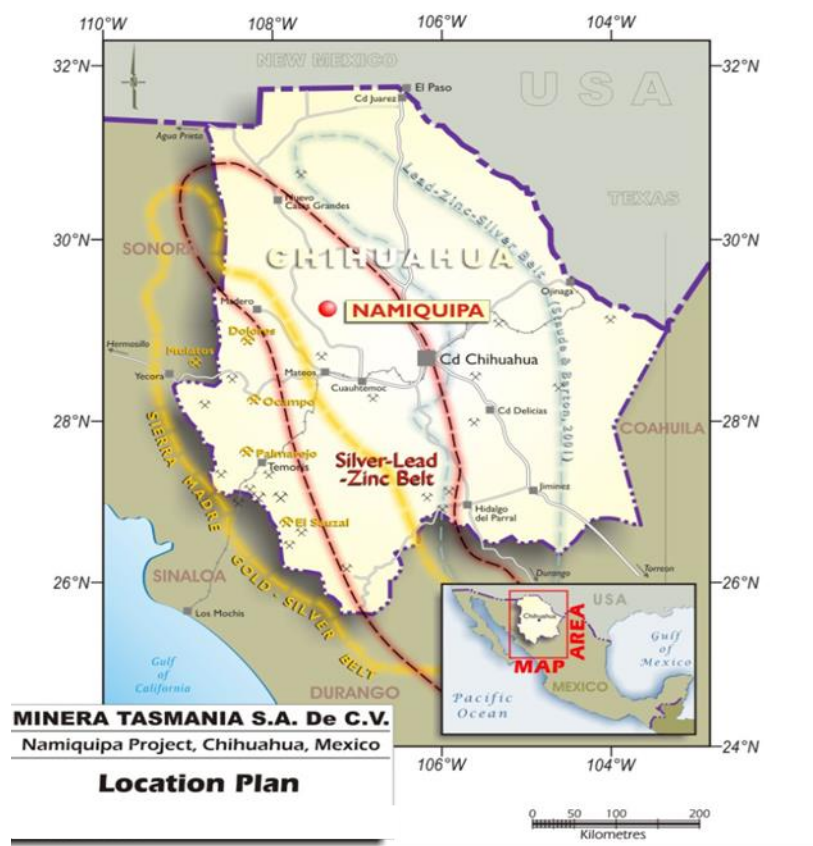 110°W
108°W
106°W
104°W
32°N
NEW MEXICO
USA
El Paso
Cd Juarez
32°N
Agua Prieta
TEXAS
Nuevo
Casas Grandes
Lead-Zinc-Silver Belt
(Staude & Barton, 2001)
30°N
SONORA
CHIHUAHUA
30°N
Ojinaga
Madero
NAMIQUIPA
Dolores
Hermosillo
Mulatos
Yecora
Mateos
Cuauhtemoc
Cd Chihuahua
28°N
Ocampo
Cd Delicias
28°N
COAHUILA
Palmarejo
Temoris
Silver-Lead
-Zinc Belt
Jiminez
El Sauzal
Hidalgo
del Parral
SIERRA MADRE GOLD-SILVER BELT
26°N
SINALOA
Durango
Torreon
26°N
Los Mochis
Chihuahua
USA
MAP
AREA
Gulf
of
Mexico
MEXICO
Pacific
Ocean
Gulf
of
California
DURANGO
MINERA TASMANIA S.A. De C.V.
Namiquipa Project, Chihuahua, Mexico
Location Plan
24°N
106°W
104°W
0 50 100 200
Kilometres